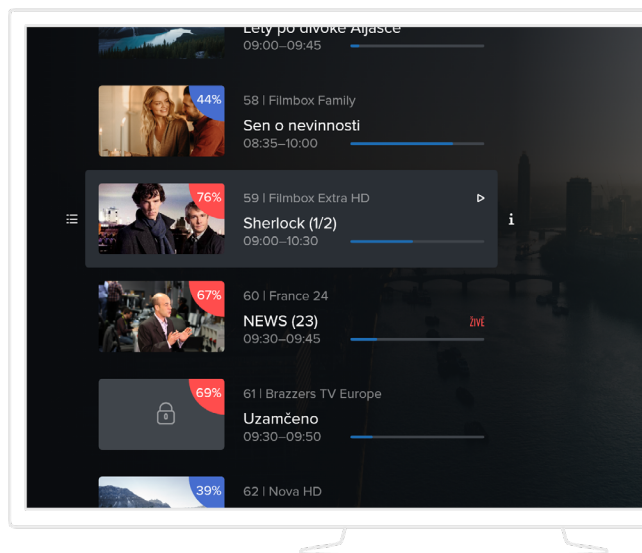 Lety po divoké Aljašce
09:00–09:45
44%
58 | Filmbox Family
Sen o nevinnosti
08:35–10:00
76%
59 | Filmbox Extra HD
Sherlock (1/2)
09:00–10:30
67%
60 | France 24
NEWS (23)
ŽIVĚ
09:30–09:45
69%
61 | Brazzers TV Europe
Uzamčeno
09:30–09:50
39%
62 | Nova HD